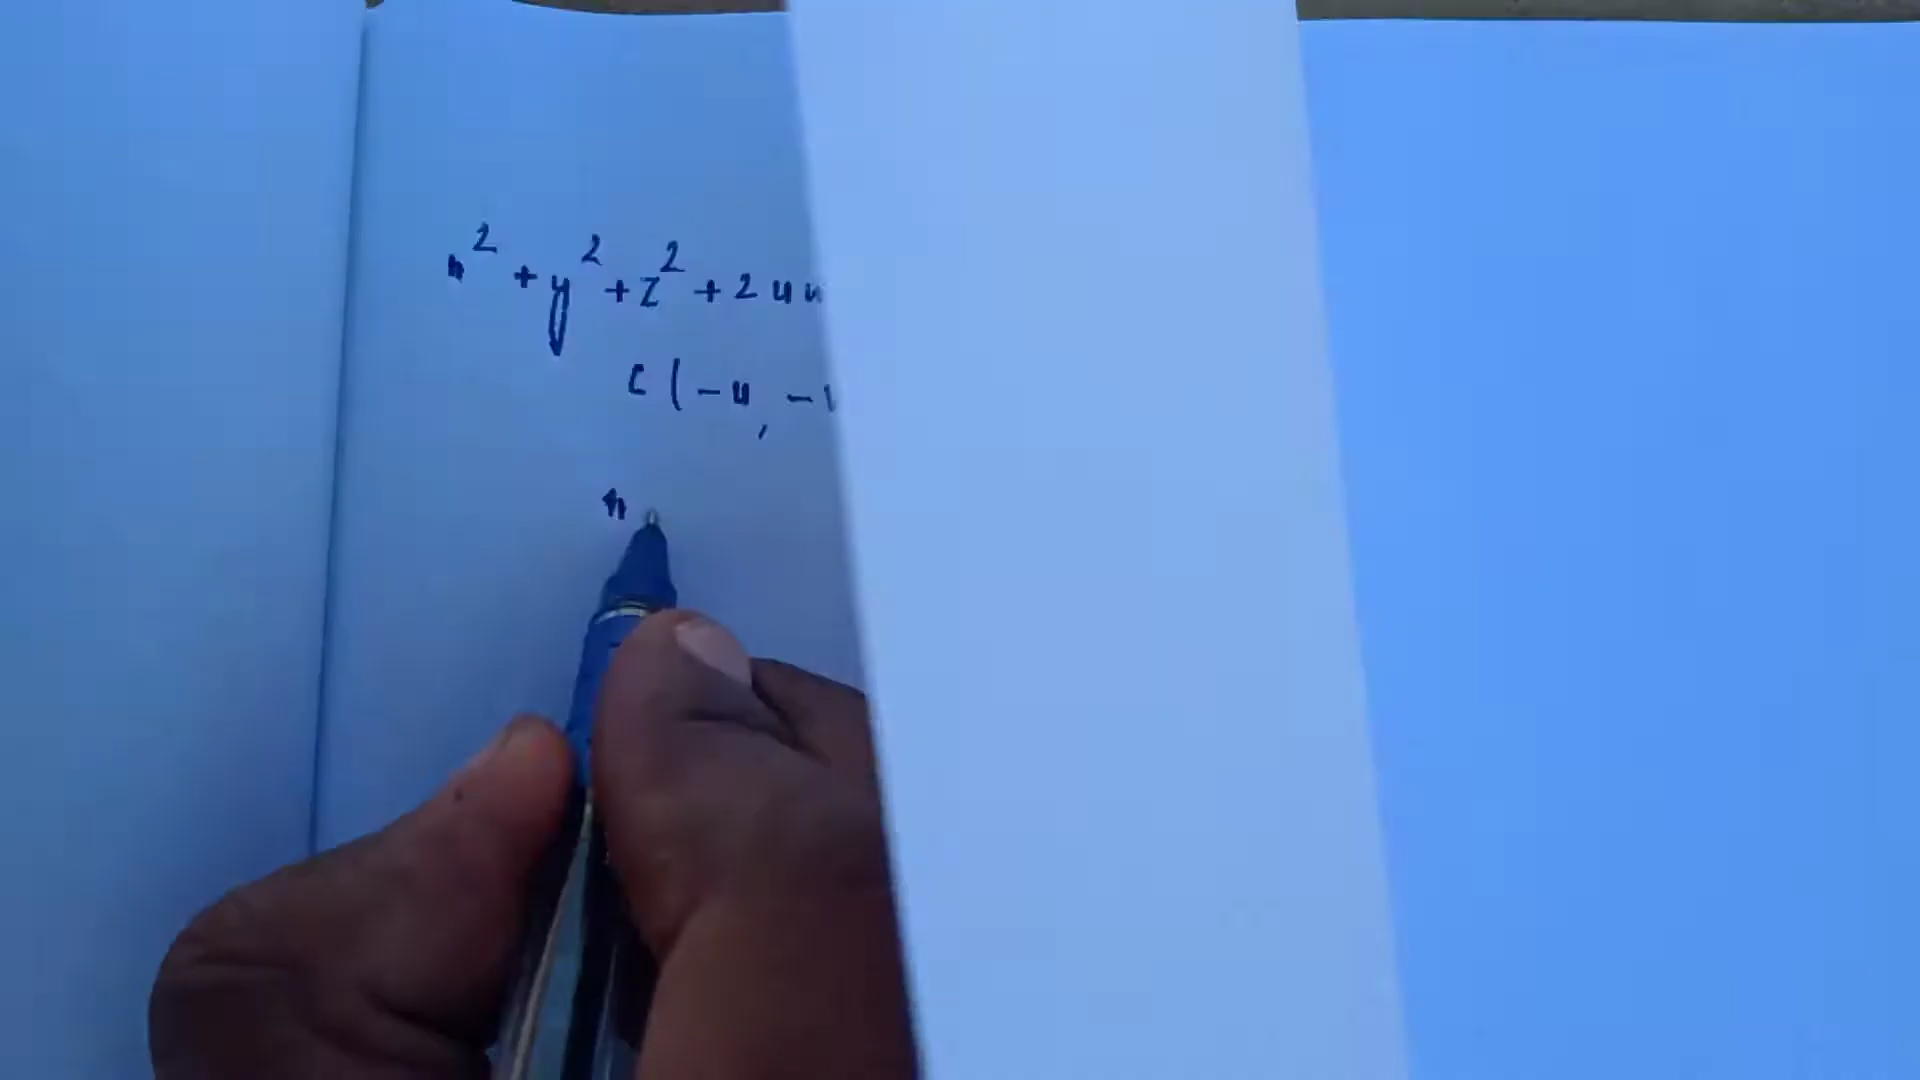 x² + y² + z² + 2ux
C (-u, -v
r